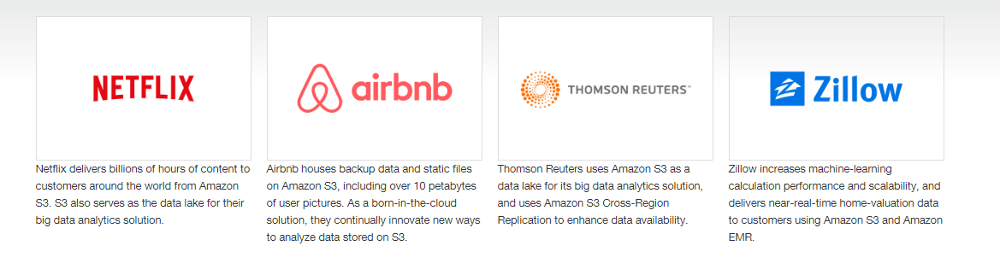 NETFLIX
Netflix delivers billions of hours of content to
customers around the world from Amazon
S3. S3 also serves as the data lake for their
big data analytics solution.
airbnb
Airbnb houses backup data and static files
on Amazon S3, including over 10 petabytes
of user pictures. As a born-in-the-cloud
solution, they continually innovate new ways
to analyze data stored on S3.
THOMSON REUTERS™
Thomson Reuters uses Amazon S3 as a
data lake for its big data analytics solution,
and uses Amazon S3 Cross-Region
Replication to enhance data availability.
Zillow
Zillow increases machine-learning
calculation performance and scalability, and
delivers near-real-time home-valuation data
to customers using Amazon S3 and Amazon
EMR.